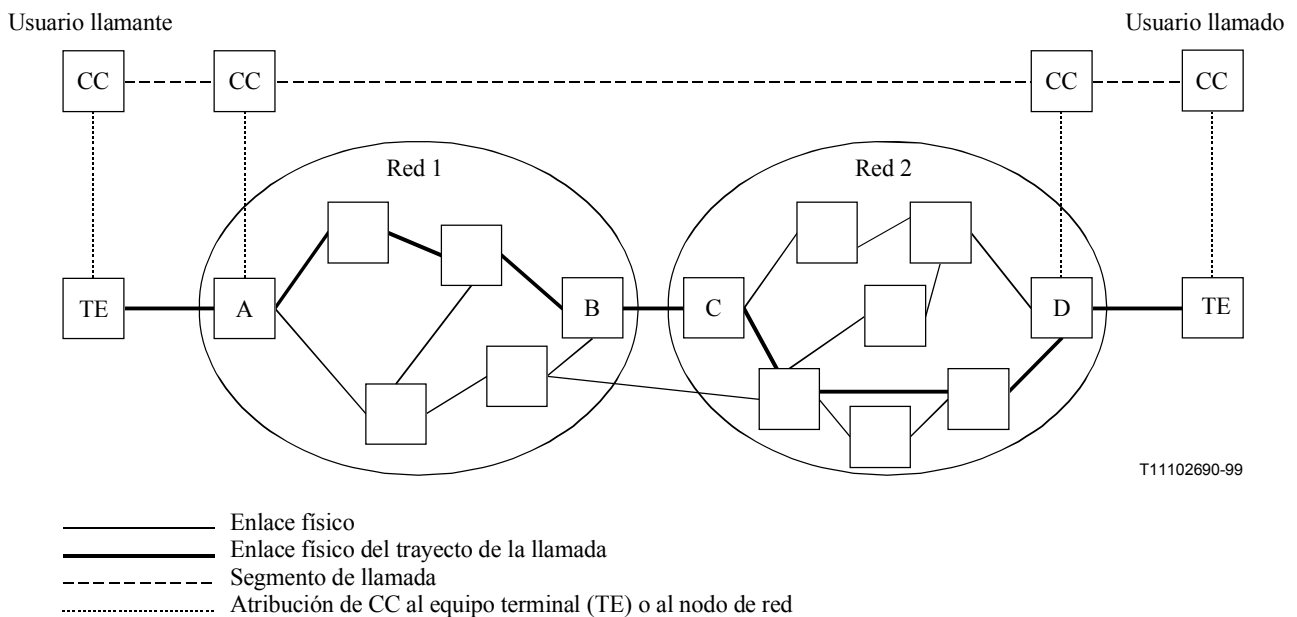 Usuario llamante
Usuario llamado
CC
CC
CC
CC
Red 1
Red 2
TE
A
B
C
D
TE
T11102690-99
Enlace físico
Enlace físico del trayecto de la llamada
Segmento de llamada
Atribución de CC al equipo terminal (TE) o al nodo de red